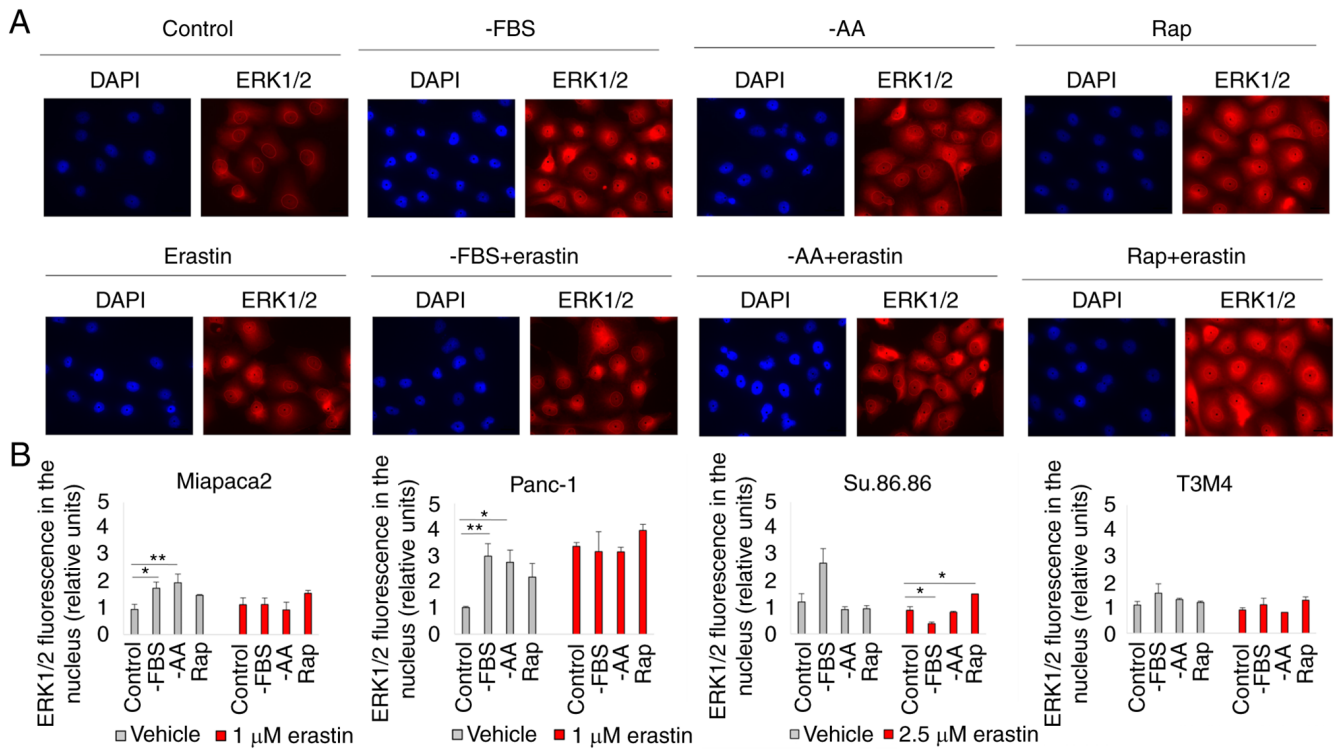 A
Control -FBS -AA Rap
DAPI ERK1/2 DAPI ERK1/2 DAPI ERK1/2 DAPI ERK1/2
Erastin -FBS+erastin -AA+erastin Rap+erastin
DAPI ERK1/2 DAPI ERK1/2 DAPI ERK1/2 DAPI ERK1/2
B
ERK1/2 fluorescence in the
nucleus (relative units)
Miapaca2
5
4
3
2
1
0
**
*
Control
-FBS
-AA
Rap
Control
-FBS
-AA
Rap
Vehicle 1 μM erastin
ERK1/2 fluorescence in the
nucleus (relative units)
Panc-1
5
4
3
2
1
0
*
**
Control
-FBS
-AA
Rap
Control
-FBS
-AA
Rap
Vehicle 1 μM erastin
ERK1/2 fluorescence in the
nucleus (relative units)
Su.86.86
5
4
3
2
1
0
*
*
Control
-FBS
-AA
Rap
Control
-FBS
-AA
Rap
Vehicle 2.5 μM erastin
ERK1/2 fluorescence in the
nucleus (relative units)
T3M4
5
4
3
2
1
0
Control
-FBS
-AA
Rap
Control
-FBS
-AA
Rap